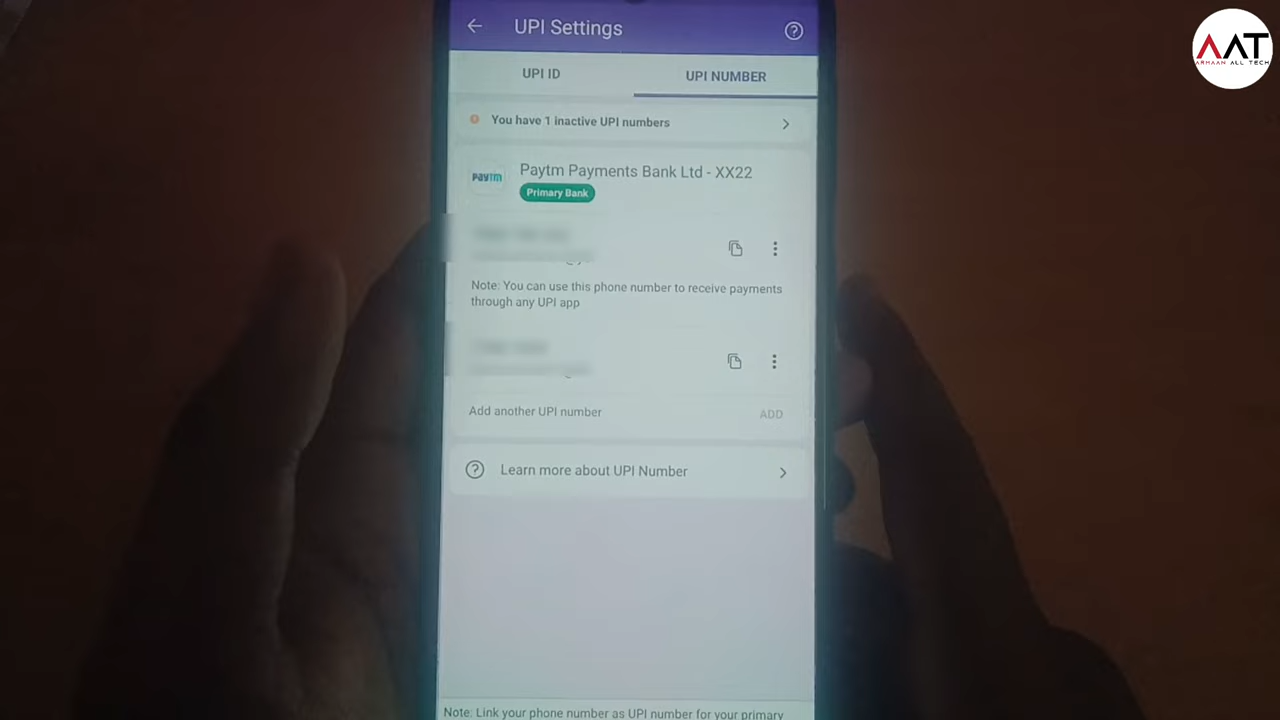 UPI Settings
AAT
ARMAAN ALL TECH
UPI ID
UPI NUMBER
You have 1 inactive UPI numbers
Paytm
Paytm Payments Bank Ltd - XX22
Primary Bank
Note: You can use this phone number to receive payments
through any UPI app
Add another UPI number
ADD
Learn more about UPI Number
Note: Link your phone number as UPI number for your primary